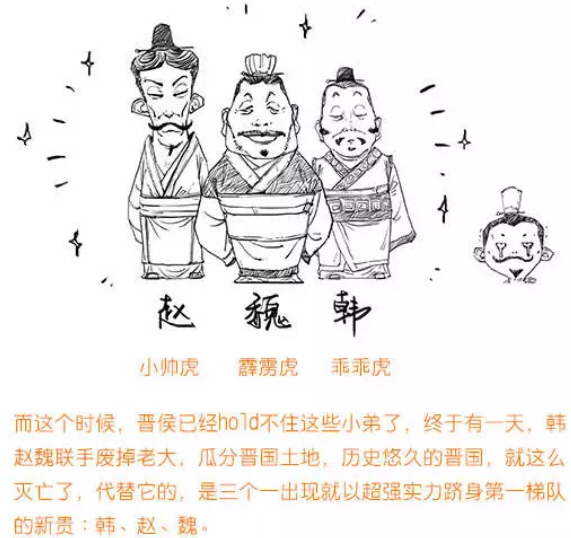 赵 魏 韩
小帅虎 霹雳虎 乖乖虎
而这个时候，晋侯已经hold不住这些小弟了，终于有一天，韩
赵魏联手废掉老大，瓜分晋国土地，历史悠久的晋国，就这么
灭亡了，代替它的，是三个一出现就以超强实力跻身第一梯队
的新贵：韩、赵、魏。